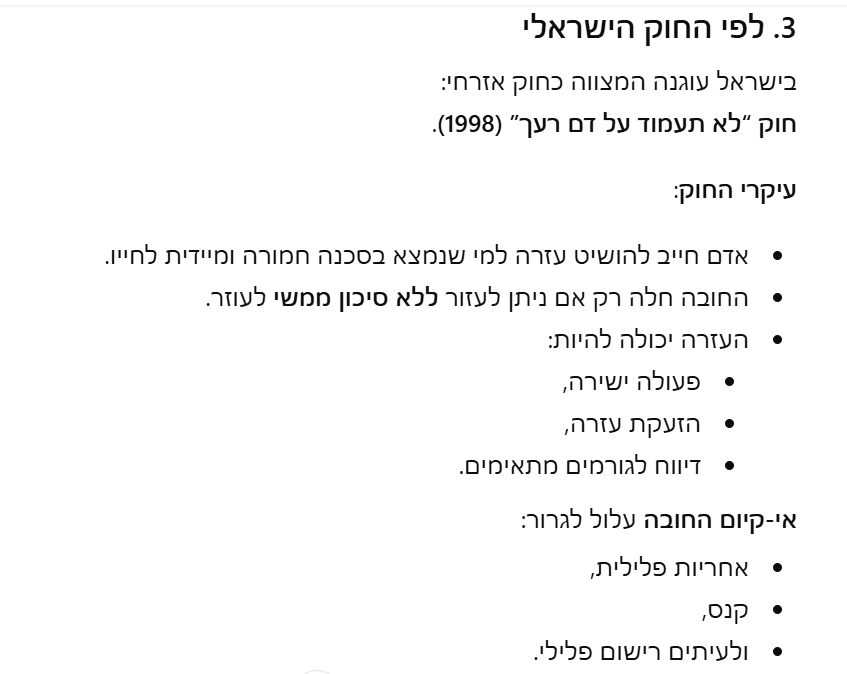 3. לפי החוק הישראלי
בישראל עוגנה המצווה כחוק אזרחי:
חוק “לא תעמוד על דם רעך” (1998).
עיקרי החוק:
• אדם חייב להושיט עזרה למי שנמצא בסכנה חמורה ומיידית לחייו.
• החובה חלה רק אם ניתן לעזור ללא סיכון ממשי לעוזר.
• העזרה יכולה להיות:
• פעולה ישירה,
• הזעקת עזרה,
• דיווח לגורמים מתאימים.
אי-קיום החובה עלול לגרור:
• אחריות פלילית,
• קנס,
• ולעיתים רישום פלילי.